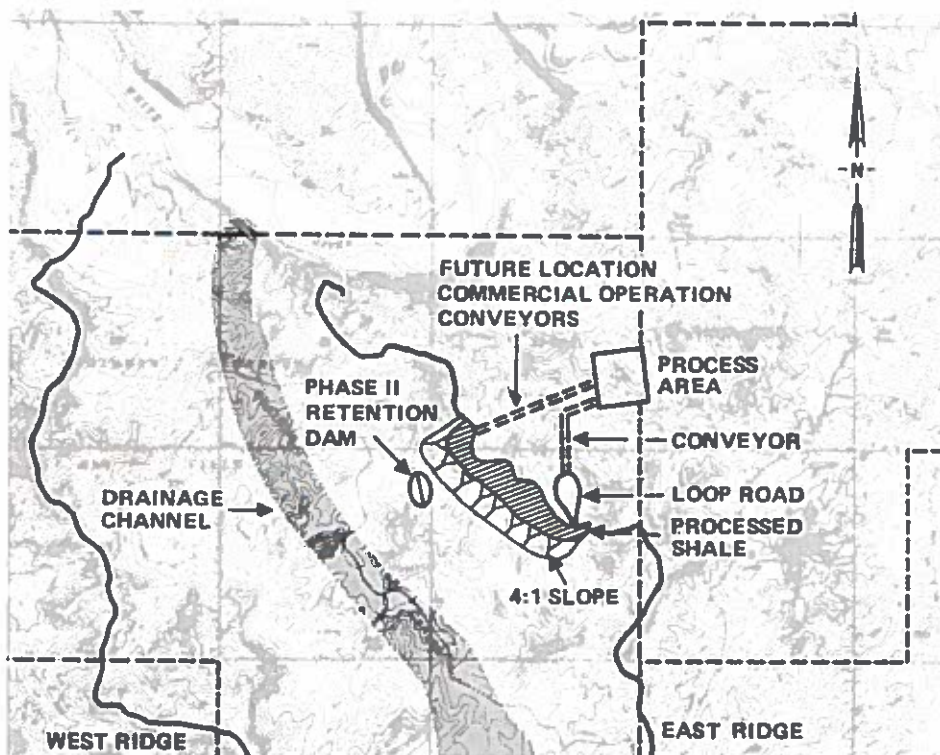 N
FUTURE LOCATION
COMMERCIAL OPERATION
CONVEYORS
PROCESS
AREA
PHASE II
RETENTION
DAM
CONVEYOR
DRAINAGE
CHANNEL
LOOP ROAD
PROCESSED
SHALE
4:1 SLOPE
WEST RIDGE
EAST RIDGE